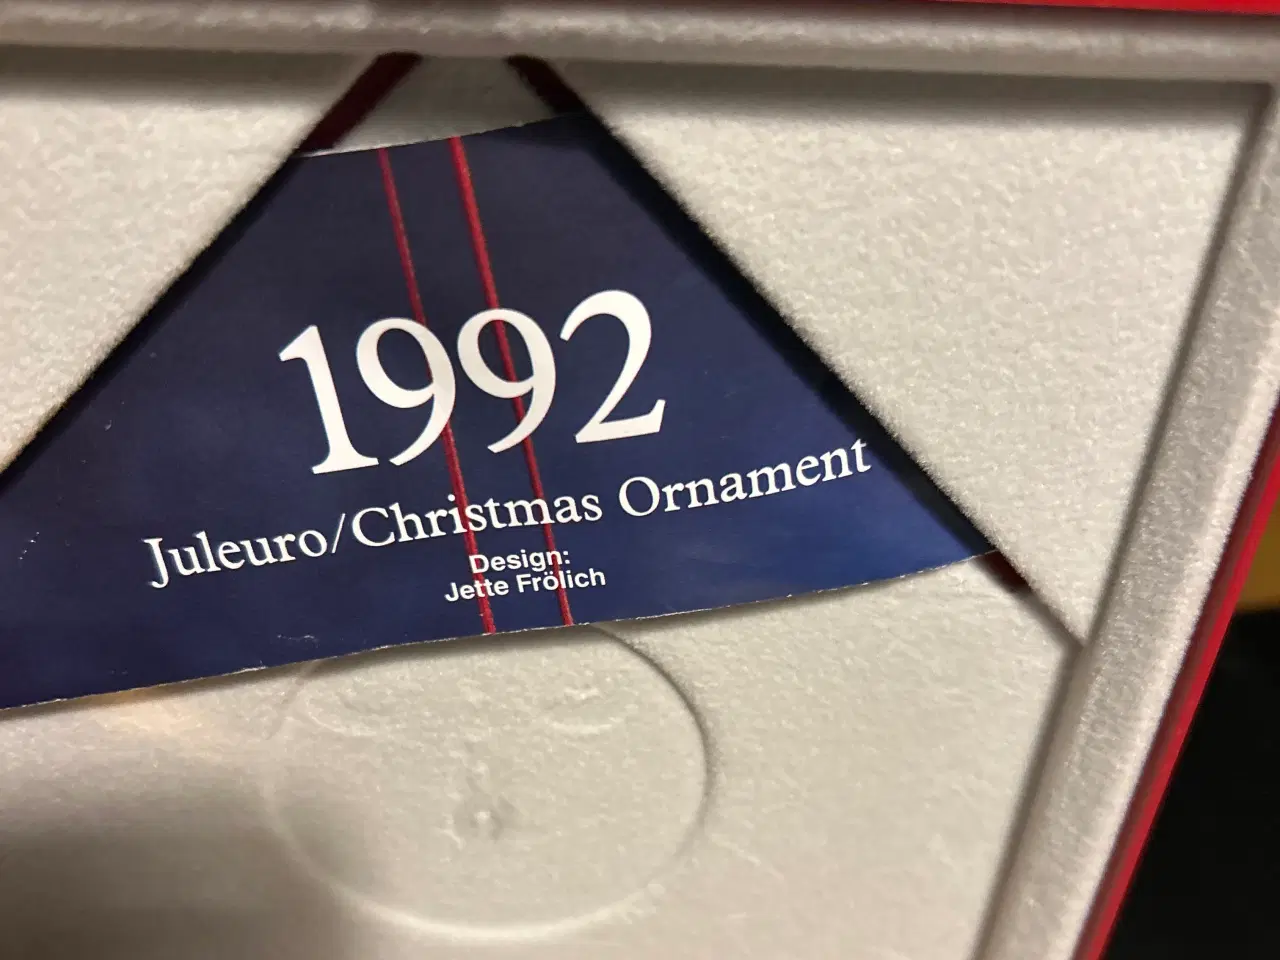 1992
Juleuro/Christmas Ornament
Design:
Jette Frölich